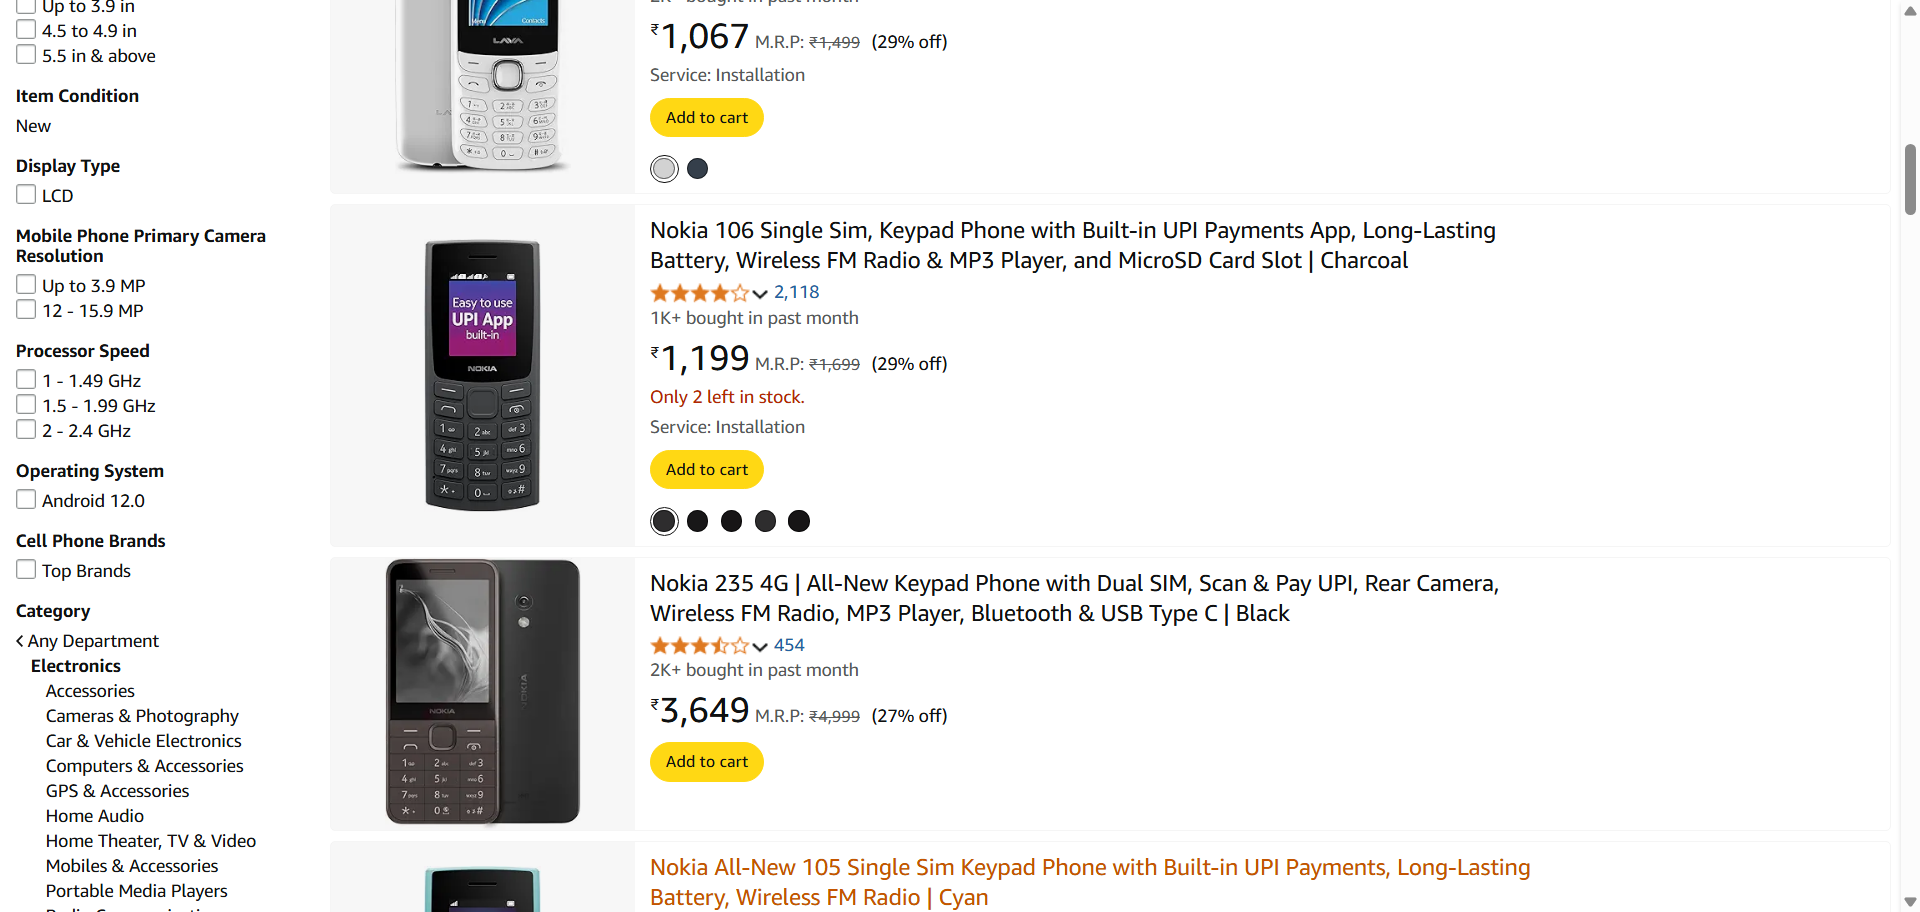 Up to 3.9 in
4.5 to 4.9 in
5.5 in & above
Item Condition
New
Display Type
LCD
Mobile Phone Primary Camera
Resolution
Up to 3.9 MP
12 - 15.9 MP
Processor Speed
1 - 1.49 GHz
1.5 - 1.99 GHz
2 - 2.4 GHz
Operating System
Android 12.0
Cell Phone Brands
Top Brands
Category
Any Department
Electronics
Accessories
Cameras & Photography
Car & Vehicle Electronics
Computers & Accessories
GPS & Accessories
Home Audio
Home Theater, TV & Video
Mobiles & Accessories
Portable Media Players
Menu Contacts
LAVA
₹1,067 M.R.P: ₹1,499 (29% off)
Service: Installation
Add to cart
Easy to use
UPI App
built-in
NOKIA
Nokia 106 Single Sim, Keypad Phone with Built-in UPI Payments App, Long-Lasting
Battery, Wireless FM Radio & MP3 Player, and MicroSD Card Slot | Charcoal
2,118
1K+ bought in past month
₹1,199 M.R.P: ₹1,699 (29% off)
Only 2 left in stock.
Service: Installation
Add to cart
NOKIA
NOKIA
Nokia 235 4G | All-New Keypad Phone with Dual SIM, Scan & Pay UPI, Rear Camera,
Wireless FM Radio, MP3 Player, Bluetooth & USB Type C | Black
454
2K+ bought in past month
₹3,649 M.R.P: ₹4,999 (27% off)
Add to cart
Nokia All-New 105 Single Sim Keypad Phone with Built-in UPI Payments, Long-Lasting
Battery, Wireless FM Radio | Cyan